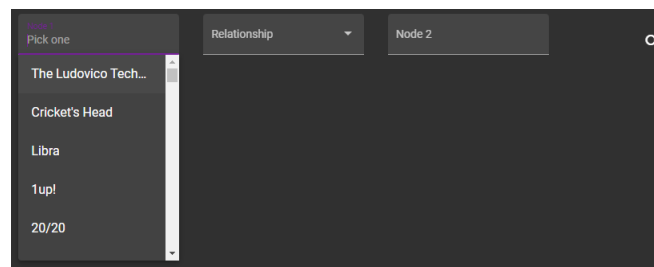 Pick one
Relationship
Node 2
The Ludovico Tech...
Cricket's Head
Libra
1up!
20/20